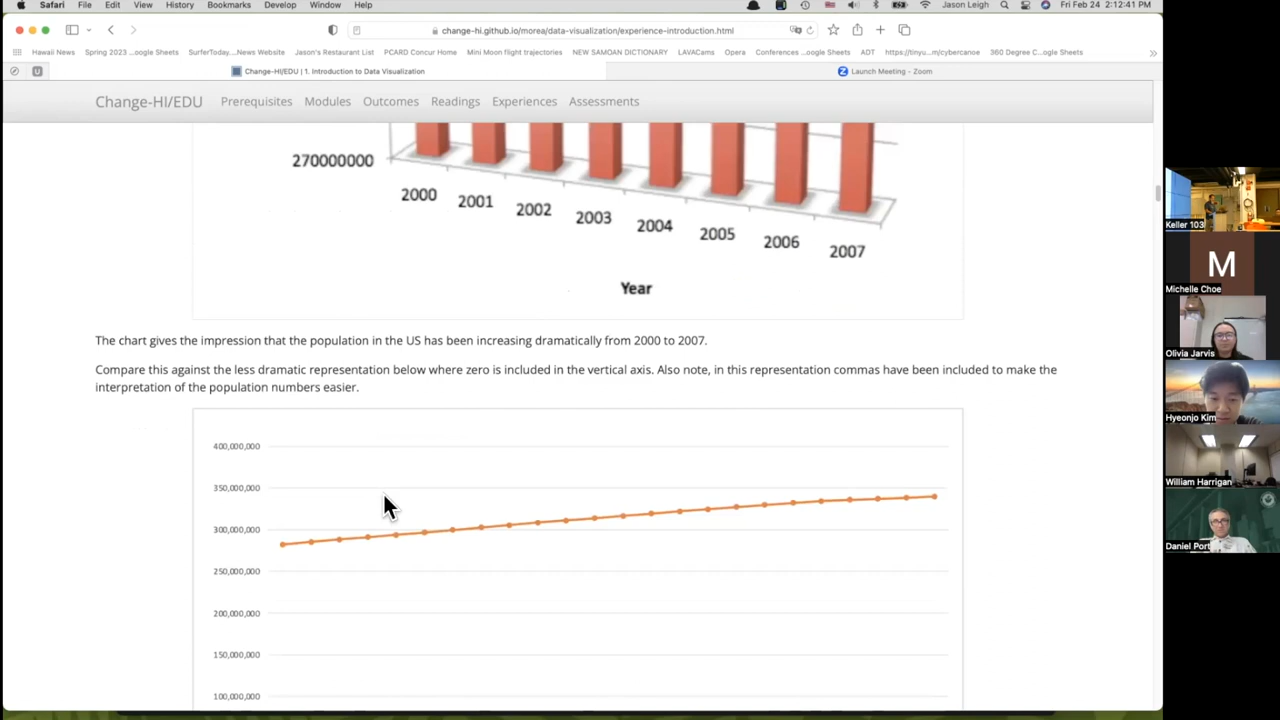 Safari File Edit View History Bookmarks Develop Window Help Jason Leigh Fri Feb 24 2:12:41 PM
change-hi.github.io/morea/data-visualization/experience-introduction.html
Hawaii News Spring 2023 ...oogle Sheets SurferToday,...News Website Jason's Restaurant List PCARD Concur Home Mini Moon flight trajectories NEW SAMOAN DICTIONARY LAVACams Opera Conferences ...oogle Sheets ADT https://tinyu...m/cybercanoe 360 Degree C...ogle Sheets
U Change-HI/EDU | 1. Introduction to Data Visualization Launch Meeting - Zoom
Change-HI/EDU Prerequisites Modules Outcomes Readings Experiences Assessments
270000000
2000 2001 2002 2003 2004 2005 2006 2007
Year
The chart gives the impression that the population in the US has been increasing dramatically from 2000 to 2007.
Compare this against the less dramatic representation below where zero is included in the vertical axis. Also note, in this representation commas have been included to make the
interpretation of the population numbers easier.
400,000,000
350,000,000
300,000,000
250,000,000
200,000,000
150,000,000
100,000,000
Keller 103
M
Michelle Choe
Olivia Jarvis
Hyeonjo Kim
William Harrigan
Daniel Port